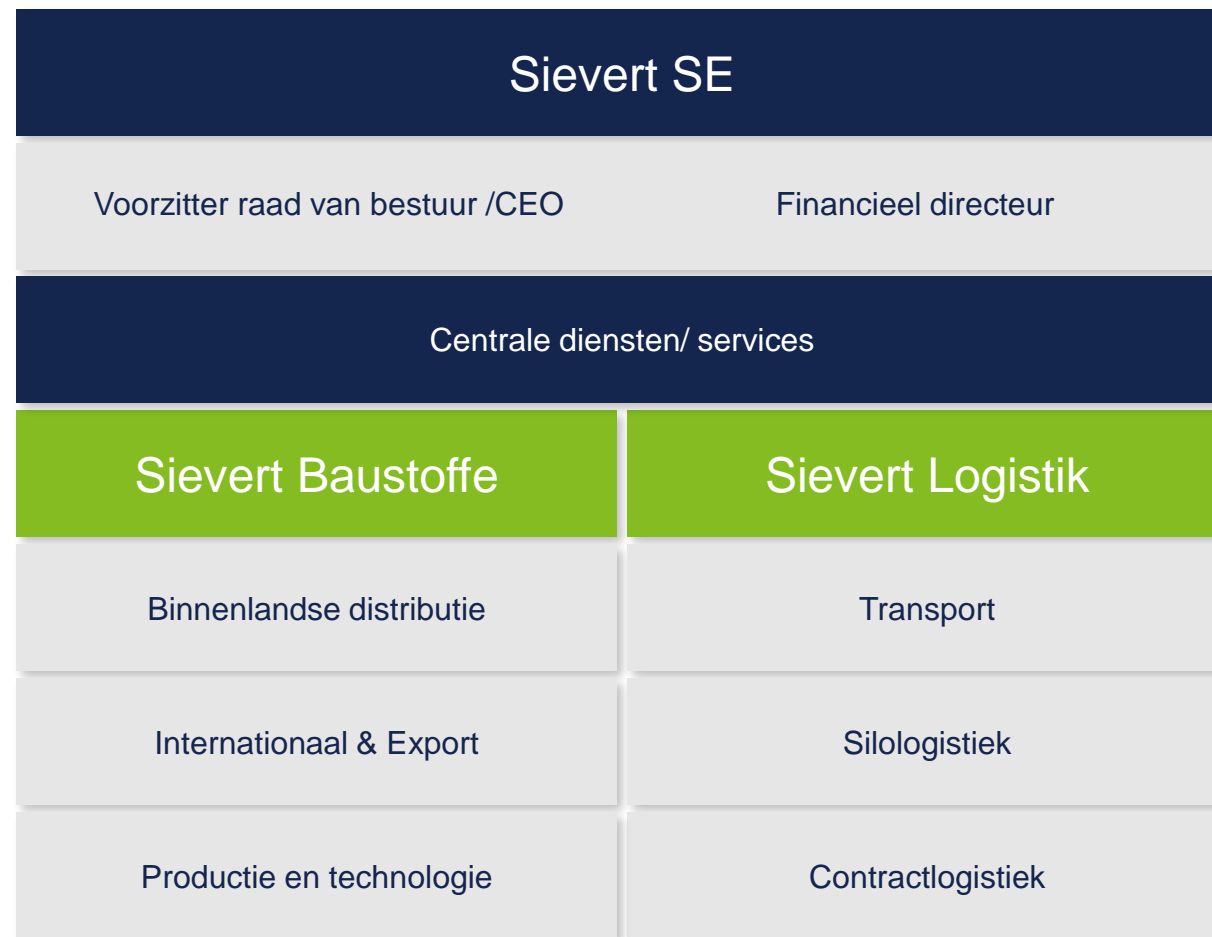 Sievert SE
Voorzitter raad van bestuur /CEO
Financieel directeur
Centrale diensten/ services
Sievert Baustoffe
Sievert Logistik
Binnenlandse distributie
Transport
Internationaal & Export
Silologistiek
Productie en technologie
Contractlogistiek